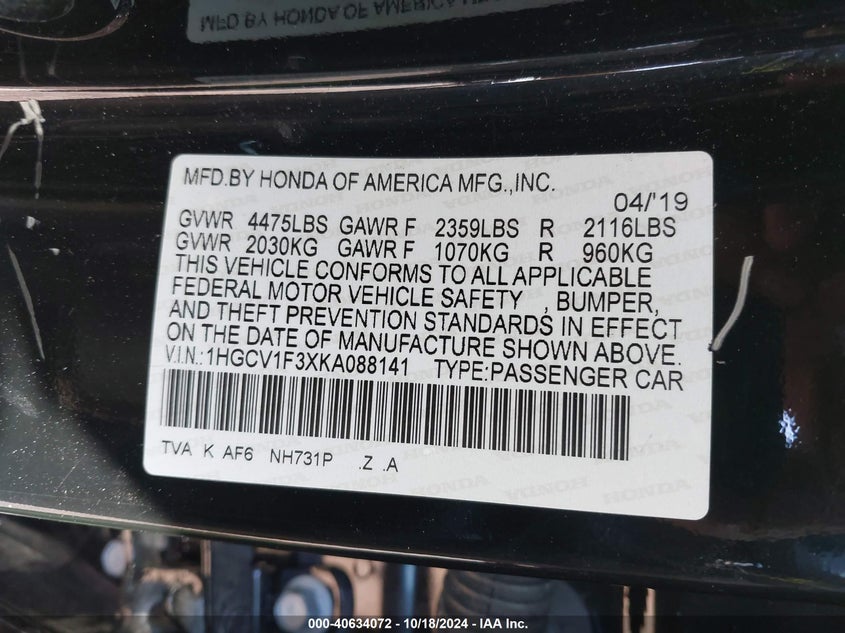 MFD BY HONDA OF AMERICA
MFD.BY HONDA OF AMERICA MFG.,INC.
04/'19
GVWR 4475LBS GAWR F 2359LBS R 2116LBS
GVWR 2030KG GAWR F 1070KG R 960KG
THIS VEHICLE CONFORMS TO ALL APPLICABLE
FEDERAL MOTOR VEHICLE SAFETY , BUMPER,
AND THEFT PREVENTION STANDARDS IN EFFECT
ON THE DATE OF MANUFACTURE SHOWN ABOVE.
V.I.N.:1HGCV1F3XKA088141 TYPE:PASSENGER CAR
TVA K AF6 NH731P .Z .A
000-40634072 / 10/18/2024 - IAA Inc.